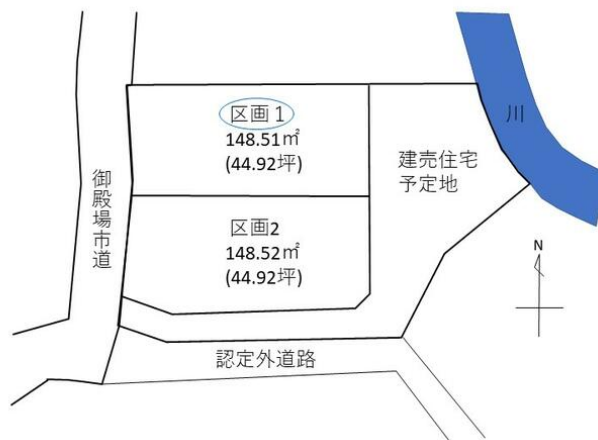 区画 1
148.51㎡
(44.92坪)
川
建売住宅
予定地
御殿場市道
区画2
148.52㎡
(44.92坪)
N
認定外道路